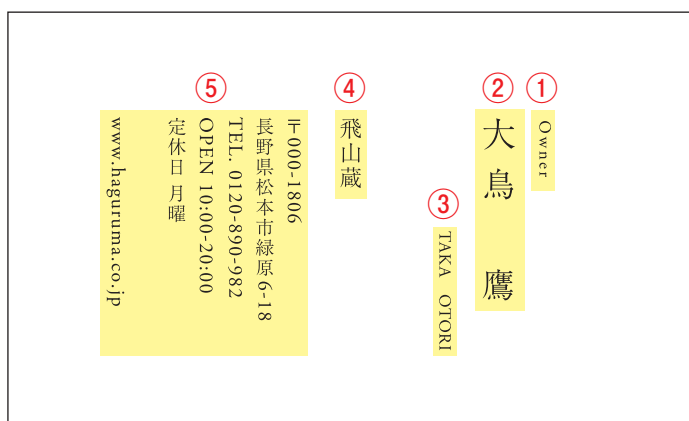 ①
Owner
②
大鳥　鷹
③
TAKA OTORI
④
飛山蔵
⑤
〒000-1806
長野県松本市緑原 6-18
TEL. 0120-890-982
OPEN 10:00-20:00
定休日 月曜
www.haguruma.co.jp